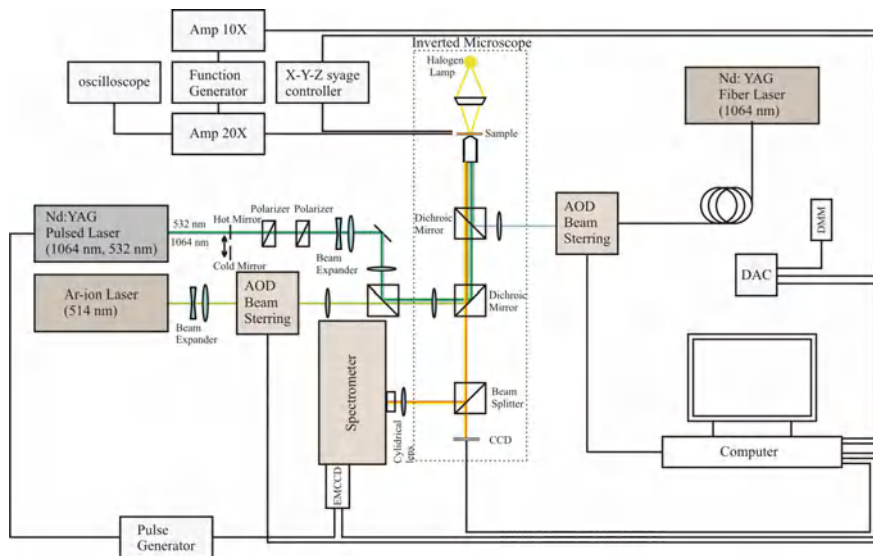 Amp 10X
Inverted Microscope
Halogen
Lamp
oscilloscope
Function
Generator
X-Y-Z syage
controller
Nd: YAG
Fiber Laser
(1064 nm)
Amp 20X
Sample
Nd:YAG
Pulsed Laser
(1064 nm, 532 nm)
532 nm
1064 nm
Hot Mirror
Cold Mirror
Polarizer
Polarizer
Beam
Expander
Dichroic
Mirror
AOD
Beam
Sterring
DMM
DAC
Ar-ion Laser
(514 nm)
Beam
Expander
AOD
Beam
Sterring
Dichroic
Mirror
Spectrometer
Cylidrical
lens
Beam
Splitter
CCD
Computer
EMCCD
Pulse
Generator